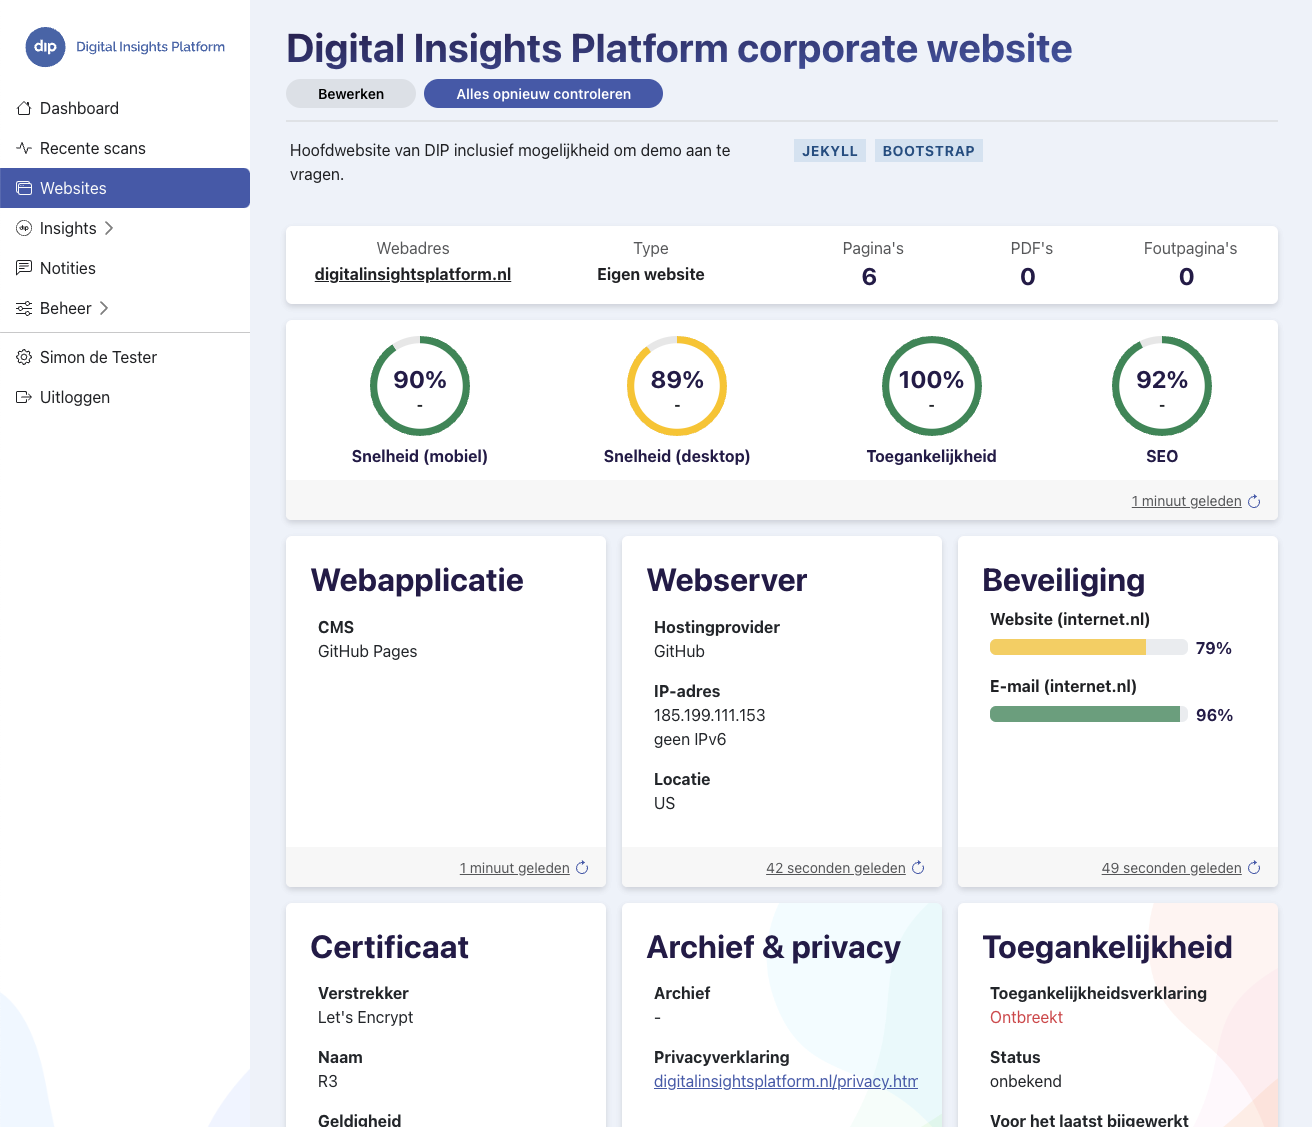 dip Digital Insights Platform
Dashboard
Recente scans
Websites
dip Insights
Notities
Beheer
Simon de Tester
Uitloggen
Digital Insights Platform corporate website
Bewerken Alles opnieuw controleren
Hoofdwebsite van DIP inclusief mogelijkheid om demo aan te
vragen.
JEKYLL BOOTSTRAP
Webadres Type Pagina's PDF's Foutpagina's
digitalinsightsplatform.nl Eigen website 6 0 0
90% 89% 100% 92%
- - - -
Snelheid (mobiel) Snelheid (desktop) Toegankelijkheid SEO
1 minuut geleden
Webapplicatie
CMS
GitHub Pages
1 minuut geleden
Webserver
Hostingprovider
GitHub
IP-adres
185.199.111.153
geen IPv6
Locatie
US
42 seconden geleden
Beveiliging
Website (internet.nl)
79%
E-mail (internet.nl)
96%
49 seconden geleden
Certificaat
Verstrekker
Let's Encrypt
Naam
R3
Geldigheid
Archief & privacy
Archief
-
Privacyverklaring
digitalinsightsplatform.nl/privacy.htm
Toegankelijkheid
Toegankelijkheidsverklaring
Ontbreekt
Status
onbekend
Voor het laatst bijgewerkt